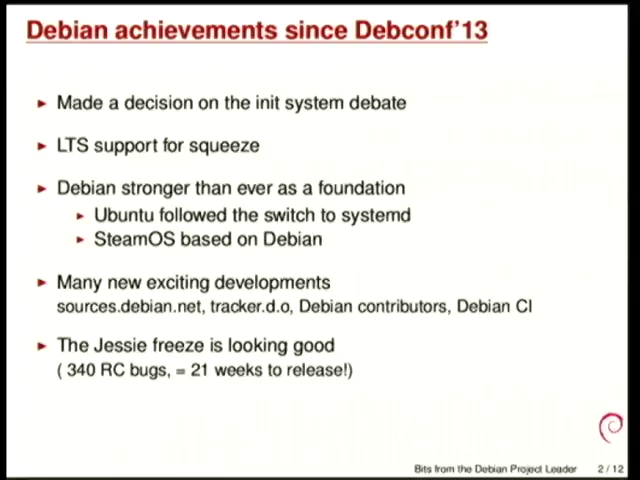 Debian achievements since Debconf'13
Made a decision on the init system debate
LTS support for squeeze
Debian stronger than ever as a foundation
Ubuntu followed the switch to systemd
SteamOS based on Debian
Many new exciting developments
sources.debian.net, tracker.d.o, Debian contributors, Debian CI
The Jessie freeze is looking good
( 340 RC bugs, = 21 weeks to release!)
Bits from the Debian Project Leader 2 / 12